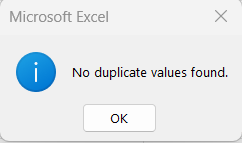 Microsoft Excel
No duplicate values found.
OK